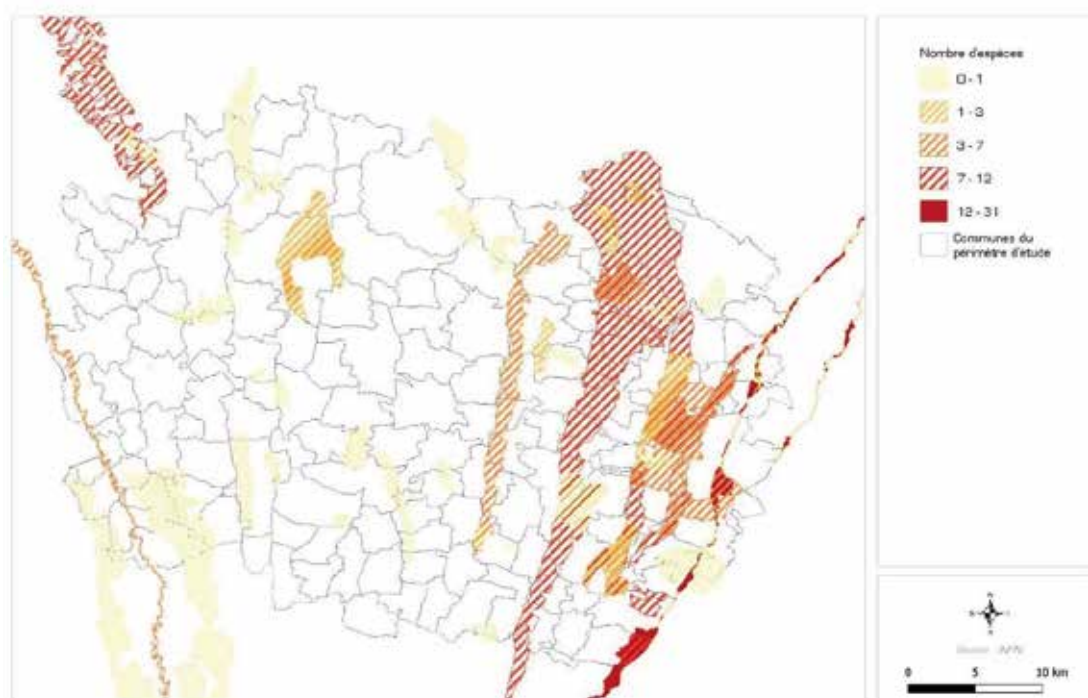 Nombre d'espèces
0 - 1
1 - 3
3 - 7
7 - 12
12 - 31
Communes du
périmètre d'étude
N
S
0 5 10 km